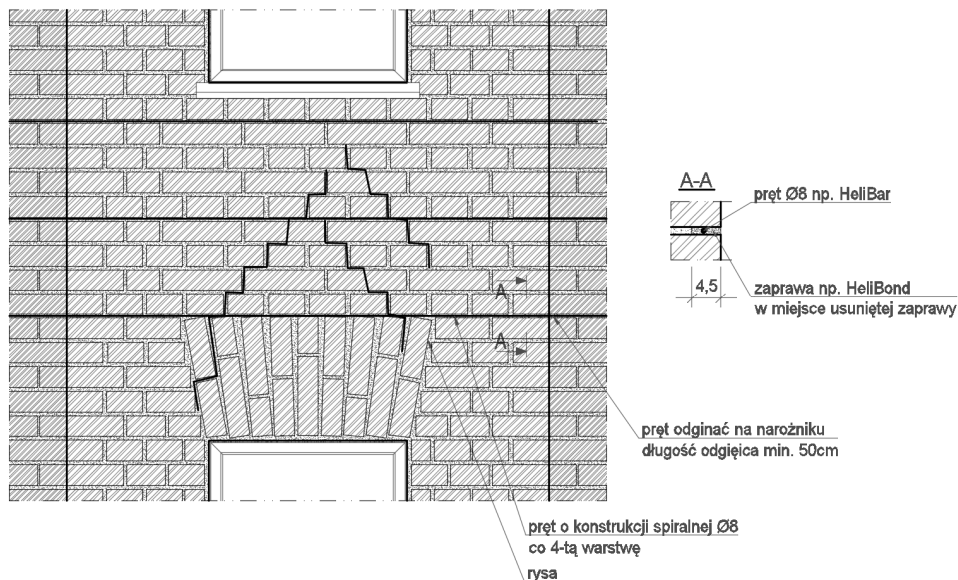 A-A
pręt Ø8 np. HeliBar
A
4,5
zaprawa np. HeliBond
w miejsce usuniętej zaprawy
A
pręt odginać na narożniku
długość odgięica min. 50cm
pręt o konstrukcji spiralnej Ø8
co 4-tą warstwę
rysa